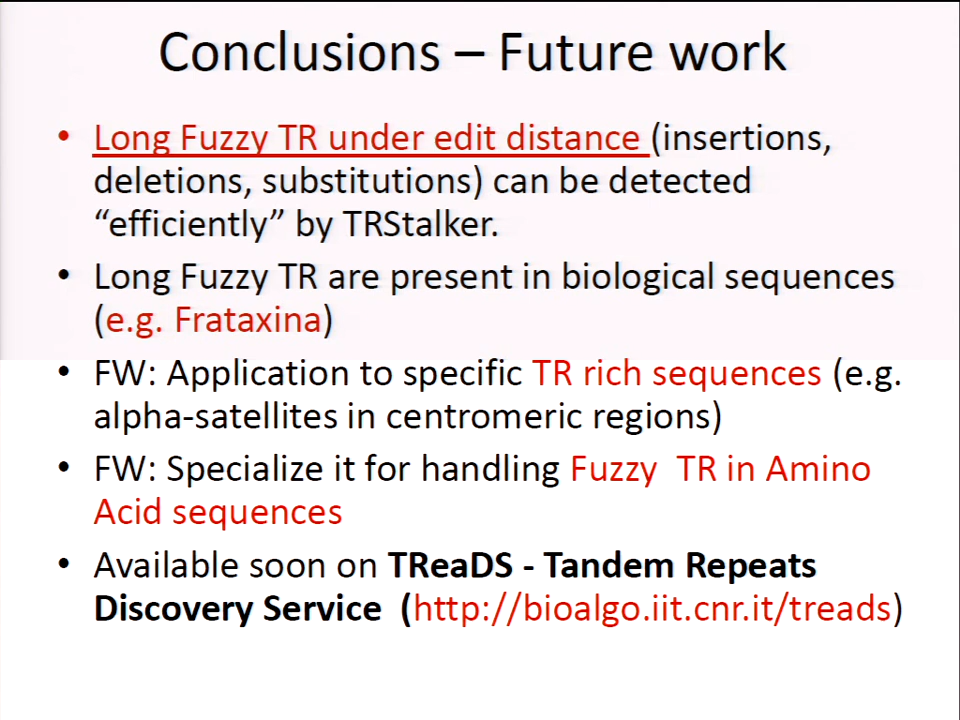 Conclusions – Future work
• Long Fuzzy TR under edit distance (insertions,
deletions, substitutions) can be detected
“efficiently” by TRStalker.
• Long Fuzzy TR are present in biological sequences
(e.g. Frataxina)
• FW: Application to specific TR rich sequences (e.g.
alpha-satellites in centromeric regions)
• FW: Specialize it for handling Fuzzy  TR in Amino
Acid sequences
• Available soon on TReaDS - Tandem Repeats
Discovery Service  (http://bioalgo.iit.cnr.it/treads)